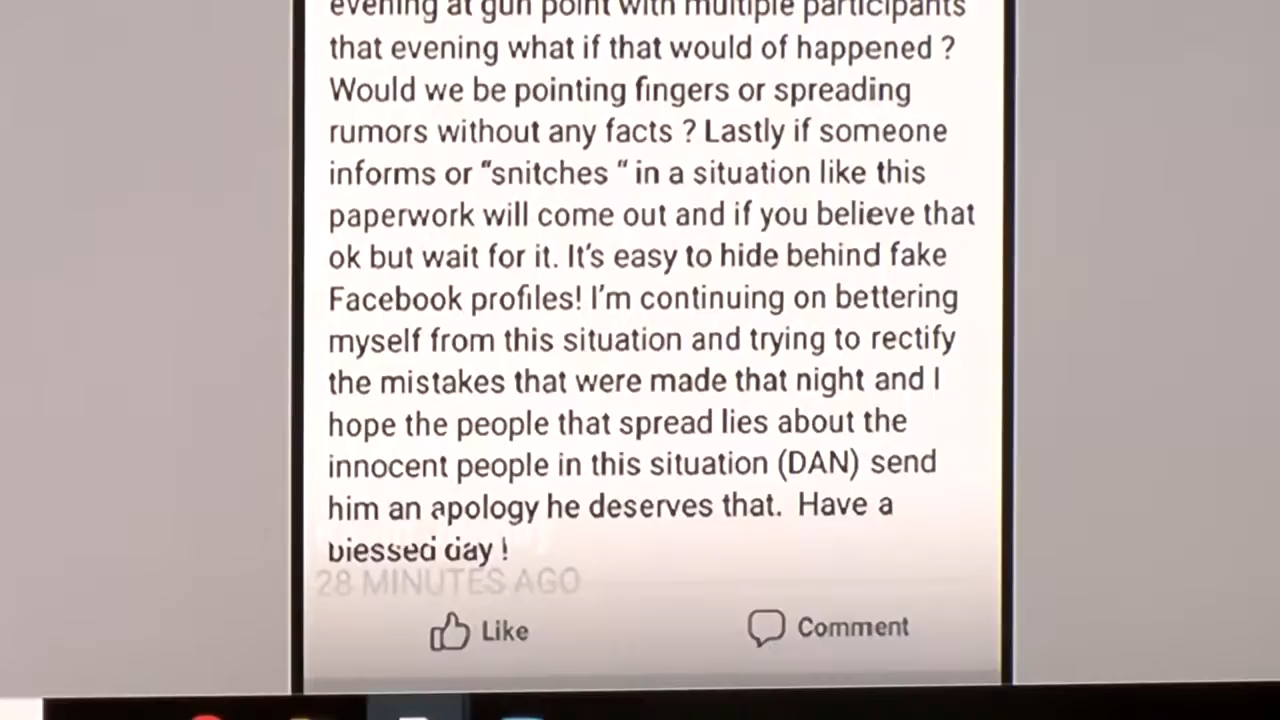 evening at gun point with multiple participants
that evening what if that would of happened ?
Would we be pointing fingers or spreading
rumors without any facts ? Lastly if someone
informs or “snitches “ in a situation like this
paperwork will come out and if you believe that
ok but wait for it. It’s easy to hide behind fake
Facebook profiles! I’m continuing on bettering
myself from this situation and trying to rectify
the mistakes that were made that night and I
hope the people that spread lies about the
innocent people in this situation (DAN) send
him an apology he deserves that.  Have a
blessed day !
28 MINUTES AGO
Like
Comment